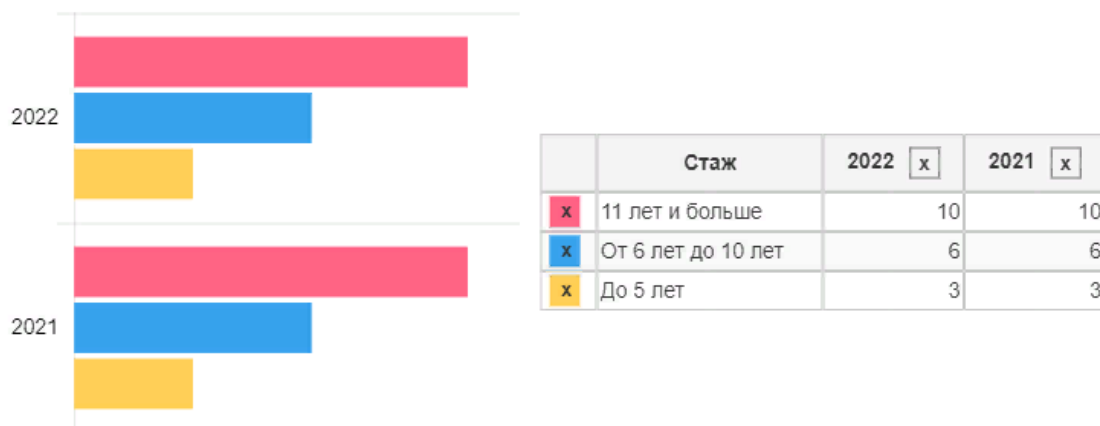 2022
2021
Стаж 2022 x 2021 x
x 11 лет и больше 10 10
x От 6 лет до 10 лет 6 6
x До 5 лет 3 3